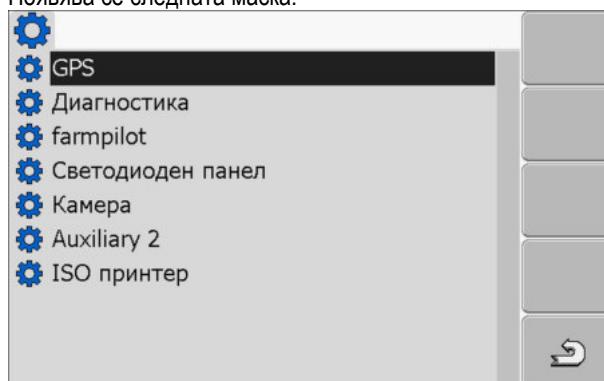 Появява се следната маска:
GPS
Диагностика
farmpilot
Светодиоден панел
Камера
Auxiliary 2
ISO принтер